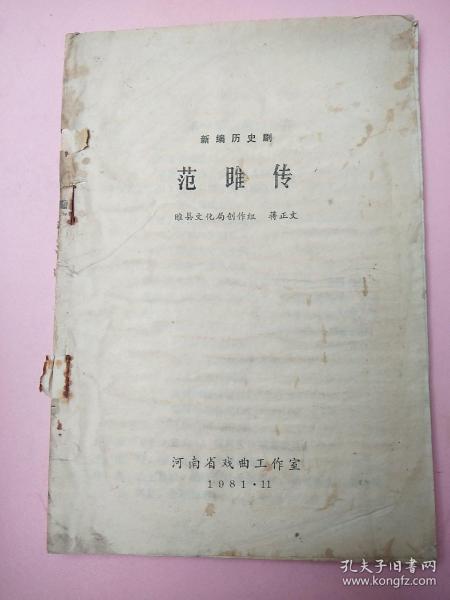 新编历史剧
范雎传
睢县文化局创作组 蒋正文
河南省戏曲工作室
1981·11
孔夫子旧书网
www.kongfz.com